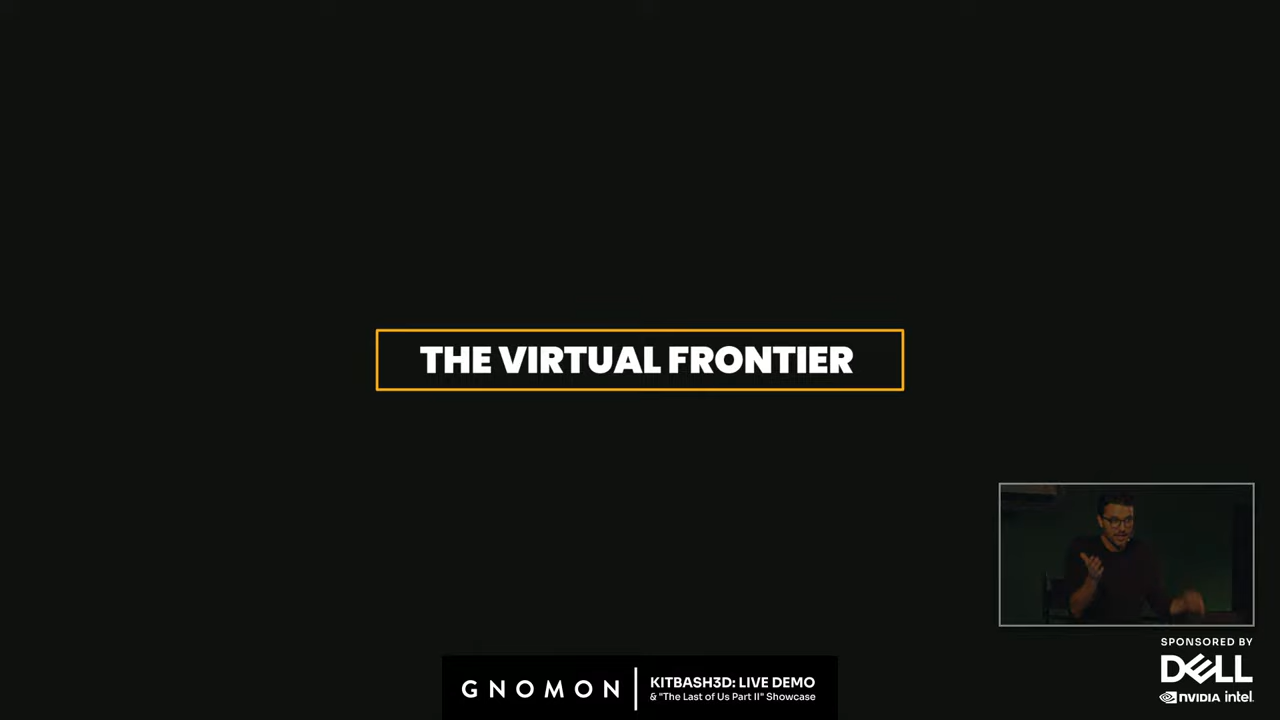 THE VIRTUAL FRONTIER
SPONSORED BY
DELL
NVIDIA intel.
GNOMON
KITBASH3D: LIVE DEMO
& "The Last of Us Part II" Showcase